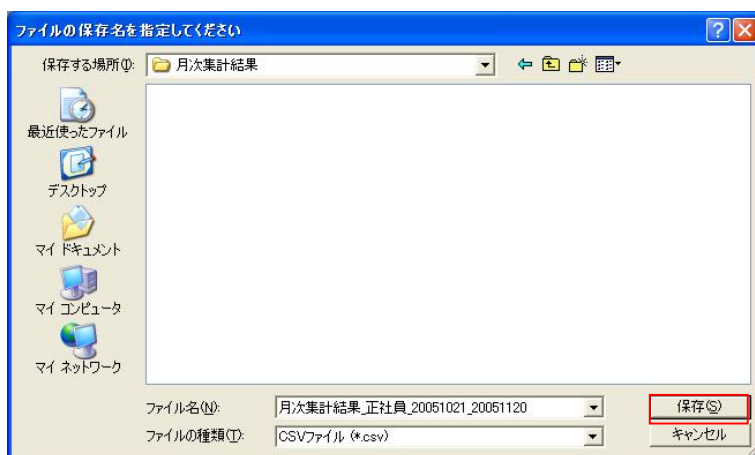 ファイルの保存名を指定してください
保存する場所(I): 月次集計結果
最近使ったファイル
デスクトップ
マイ ドキュメント
マイ コンピュータ
マイ ネットワーク
ファイル名(N): 月次集計結果_正社員_20051021_20051120 保存(S)
ファイルの種類(T): CSVファイル (*.csv) キャンセル